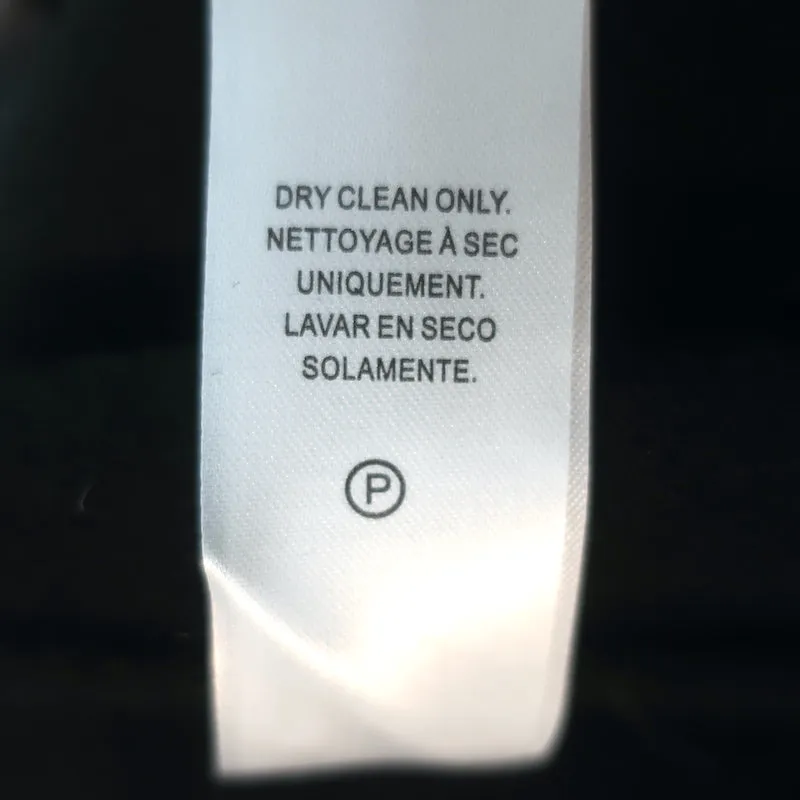 DRY CLEAN ONLY.
NETTOYAGE À SEC
UNIQUEMENT.
LAVAR EN SECO
SOLAMENTE.
P